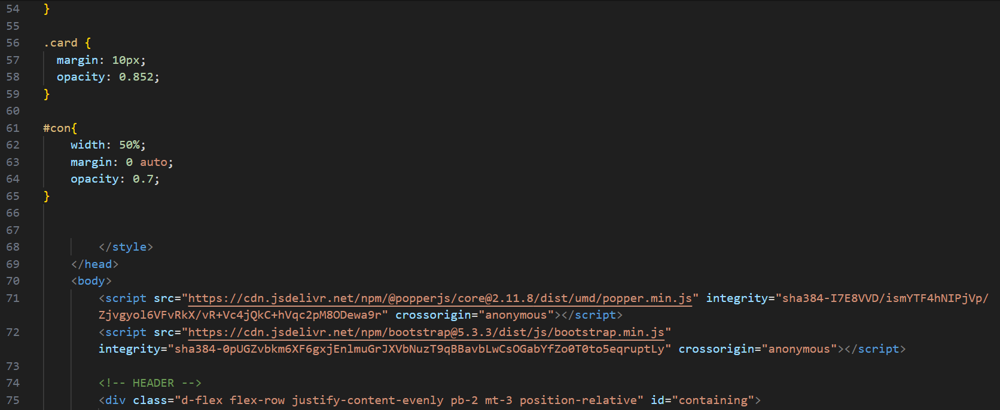 54 }
55
56 .card {
57 margin: 10px;
58 opacity: 0.852;
59 }
60
61 #con{
62 width: 50%;
63 margin: 0 auto;
64 opacity: 0.7;
65 }
66
67
68 </style>
69 </head>
70 <body>
71 <script src="https://cdn.jsdelivr.net/npm/@popperjs/core@2.11.8/dist/umd/popper.min.js" integrity="sha384-I7E8VVD/ismYTF4hNIPjVp/
Zjvgyol6VFvRkX/vR+Vc4jQkC+hVqc2pM8ODewa9r" crossorigin="anonymous"></script>
72 <script src="https://cdn.jsdelivr.net/npm/bootstrap@5.3.3/dist/js/bootstrap.min.js"
integrity="sha384-0pUGZvbkm6XF6gxjEnlmuGrJXVbNuzT9qBBavbLwCsOGabYfZo0T0to5eqruptLy" crossorigin="anonymous"></script>
73
74 <!-- HEADER -->
75 <div class="d-flex flex-row justify-content-evenly pb-2 mt-3 position-relative" id="containing">